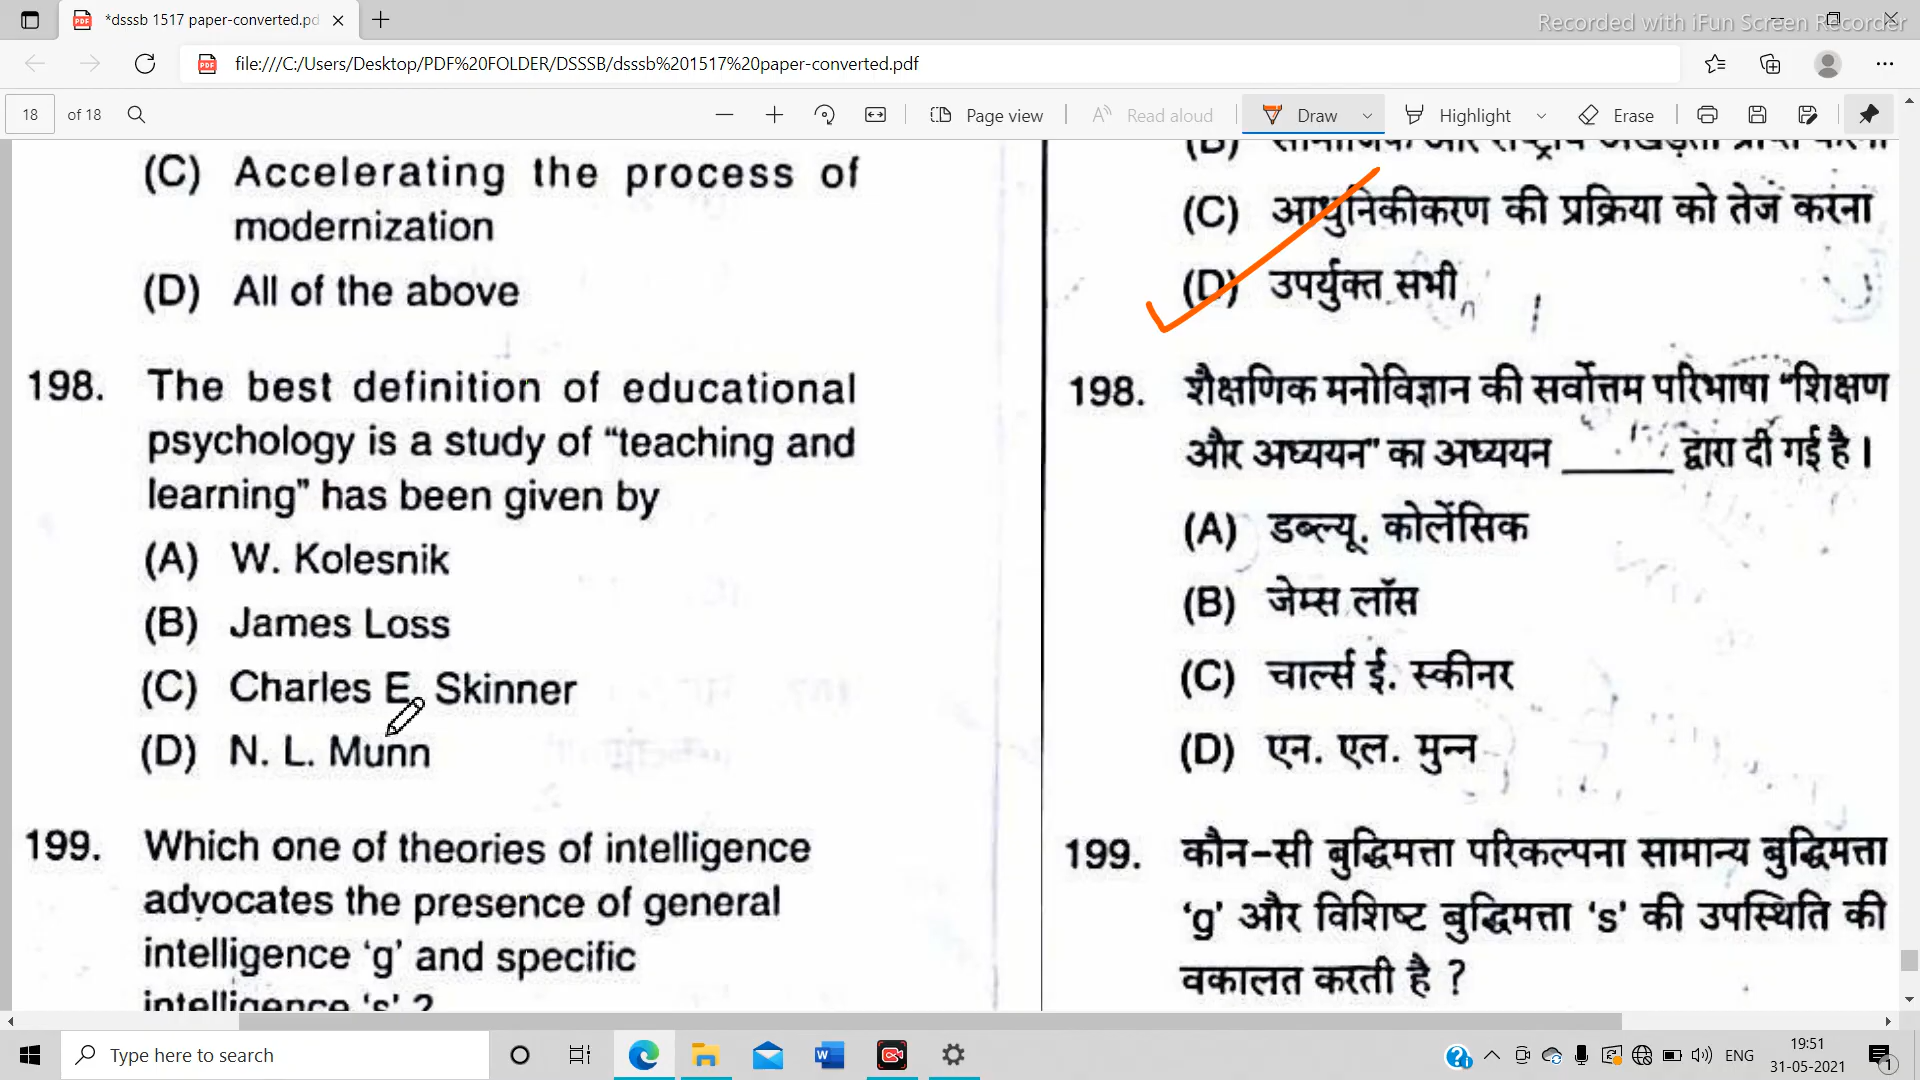 *dsssb 1517 paper-converted.pd
Recorded with iFun Screen Recorder
file:///C:/Users/Desktop/PDF%20FOLDER/DSSSB/dsssb%201517%20paper-converted.pdf
18 of 18
Page view
Read aloud
Draw
Highlight
Erase
(C) Accelerating the process of
modernization
(D) All of the above
198. The best definition of educational
psychology is a study of “teaching and
learning” has been given by
(A) W. Kolesnik
(B) James Loss
(C) Charles E. Skinner
(D) N. L. Munn
199. Which one of theories of intelligence
advocates the presence of general
intelligence ‘g’ and specific
intelligence ‘s’ ?
(B) सामाजिक और राष्ट्रीय अखंड़ता प्राप्त करना
(C) आधुनिकीकरण की प्रक्रिया को तेज करना
(D) उपर्युक्त सभी
198. शैक्षणिक मनोविज्ञान की सर्वोत्तम परिभाषा “शिक्षण
और अध्ययन” का अध्ययन ______ द्वारा दी गई है ।
(A) डब्ल्यू. कोलेंसिक
(B) जेम्स लॉस
(C) चार्ल्स ई. स्कीनर
(D) एन. एल. मुन्न
199. कौन-सी बुद्धिमत्ता परिकल्पना सामान्य बुद्धिमत्ता
‘g’ और विशिष्ट बुद्धिमत्ता ‘s’ की उपस्थिति की
वकालत करती है ?
Type here to search
ENG
19:51
31-05-2021
1